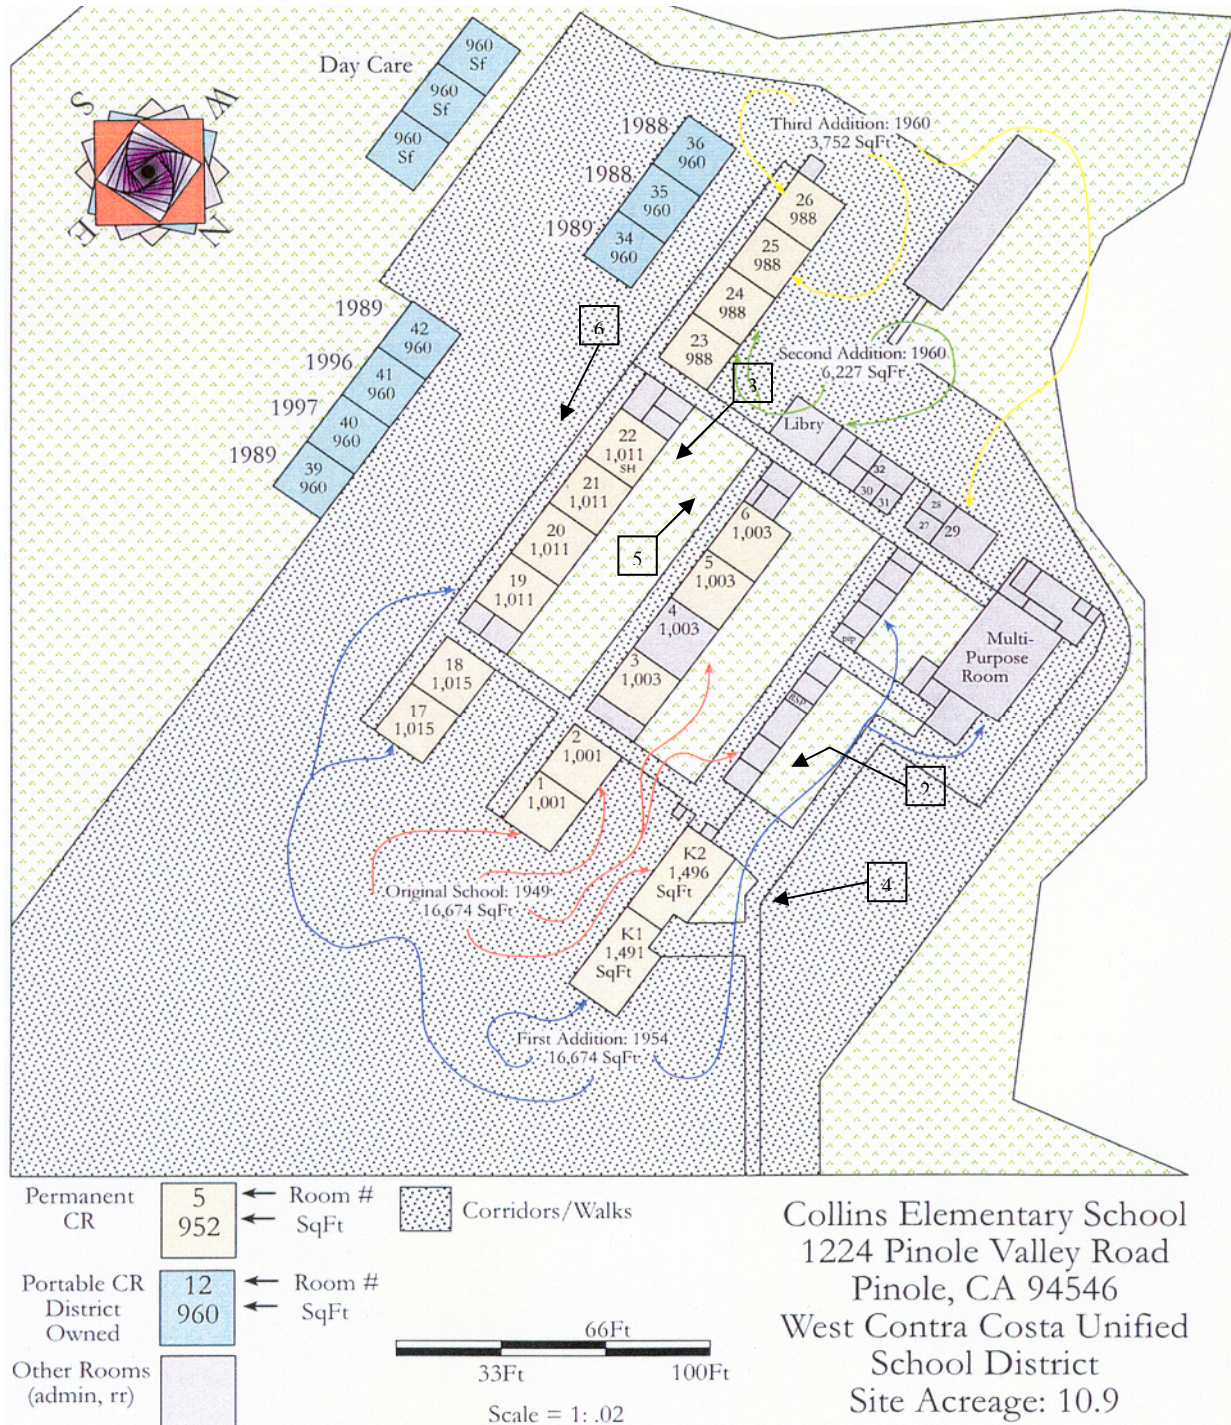 Day Care
960
Sf
960
Sf
960
Sf
S
W
E
N
1988
1988
1989
36
960
35
960
34
960
Third Addition: 1960
3,752 SqFt
26
988
25
988
24
988
23
988
1989
1996
1997
1989
42
960
41
960
40
960
39
960
6
3
Second Addition: 1960
6,227 SqFt
Libry
32
30
31
28
27
29
22
1,011
SH
21
1,011
20
1,011
19
1,011
5
6
1,003
5
1,003
4
1,003
3
1,003
18
1,015
17
1,015
2
1,001
1
1,001
RSP
Multi-
Purpose
Room
2
4
K2
1,496
SqFt
K1
1,491
SqFt
Original School: 1949
16,674 SqFt
First Addition: 1954
16,674 SqFt
Permanent
CR
5
952
Room #
SqFt
Corridors/Walks
Portable CR
District
Owned
12
960
Room #
SqFt
Other Rooms
(admin, rr)
66Ft
33Ft
100Ft
Scale = 1: .02
Collins Elementary School
1224 Pinole Valley Road
Pinole, CA 94546
West Contra Costa Unified
School District
Site Acreage: 10.9